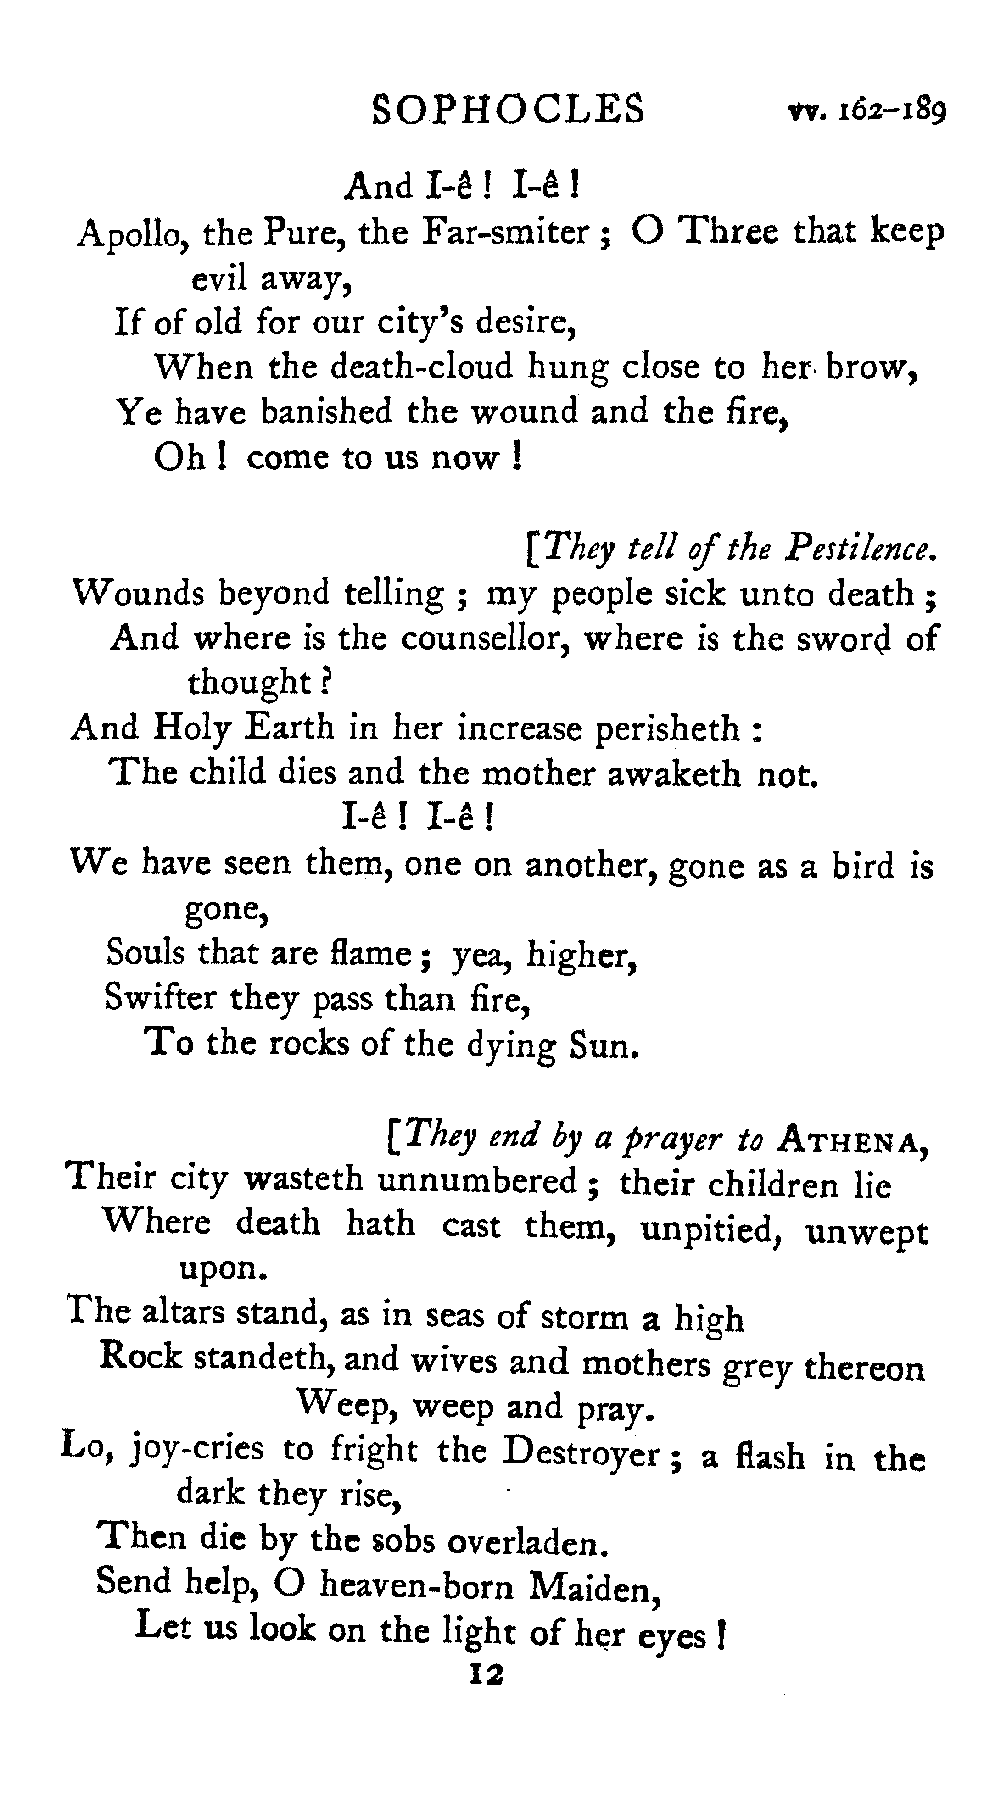 SOPHOCLES vv. 162–189
And I-ê! I-ê!
Apollo, the Pure, the Far-smiter; O Three that keep
evil away,
If of old for our city's desire,
When the death-cloud hung close to her brow,
Ye have banished the wound and the fire,
Oh! come to us now!
[They tell of the Pestilence.
Wounds beyond telling; my people sick unto death;
And where is the counsellor, where is the sword of
thought?
And Holy Earth in her increase perisheth:
The child dies and the mother awaketh not.
I-ê! I-ê!
We have seen them, one on another, gone as a bird is
gone,
Souls that are flame; yea, higher,
Swifter they pass than fire,
To the rocks of the dying Sun.
[They end by a prayer to ATHENA,
Their city wasteth unnumbered; their children lie
Where death hath cast them, unpitied, unwept
upon.
The altars stand, as in seas of storm a high
Rock standeth, and wives and mothers grey thereon
Weep, weep and pray.
Lo, joy-cries to fright the Destroyer; a flash in the
dark they rise,
Then die by the sobs overladen.
Send help, O heaven-born Maiden,
Let us look on the light of her eyes!
12